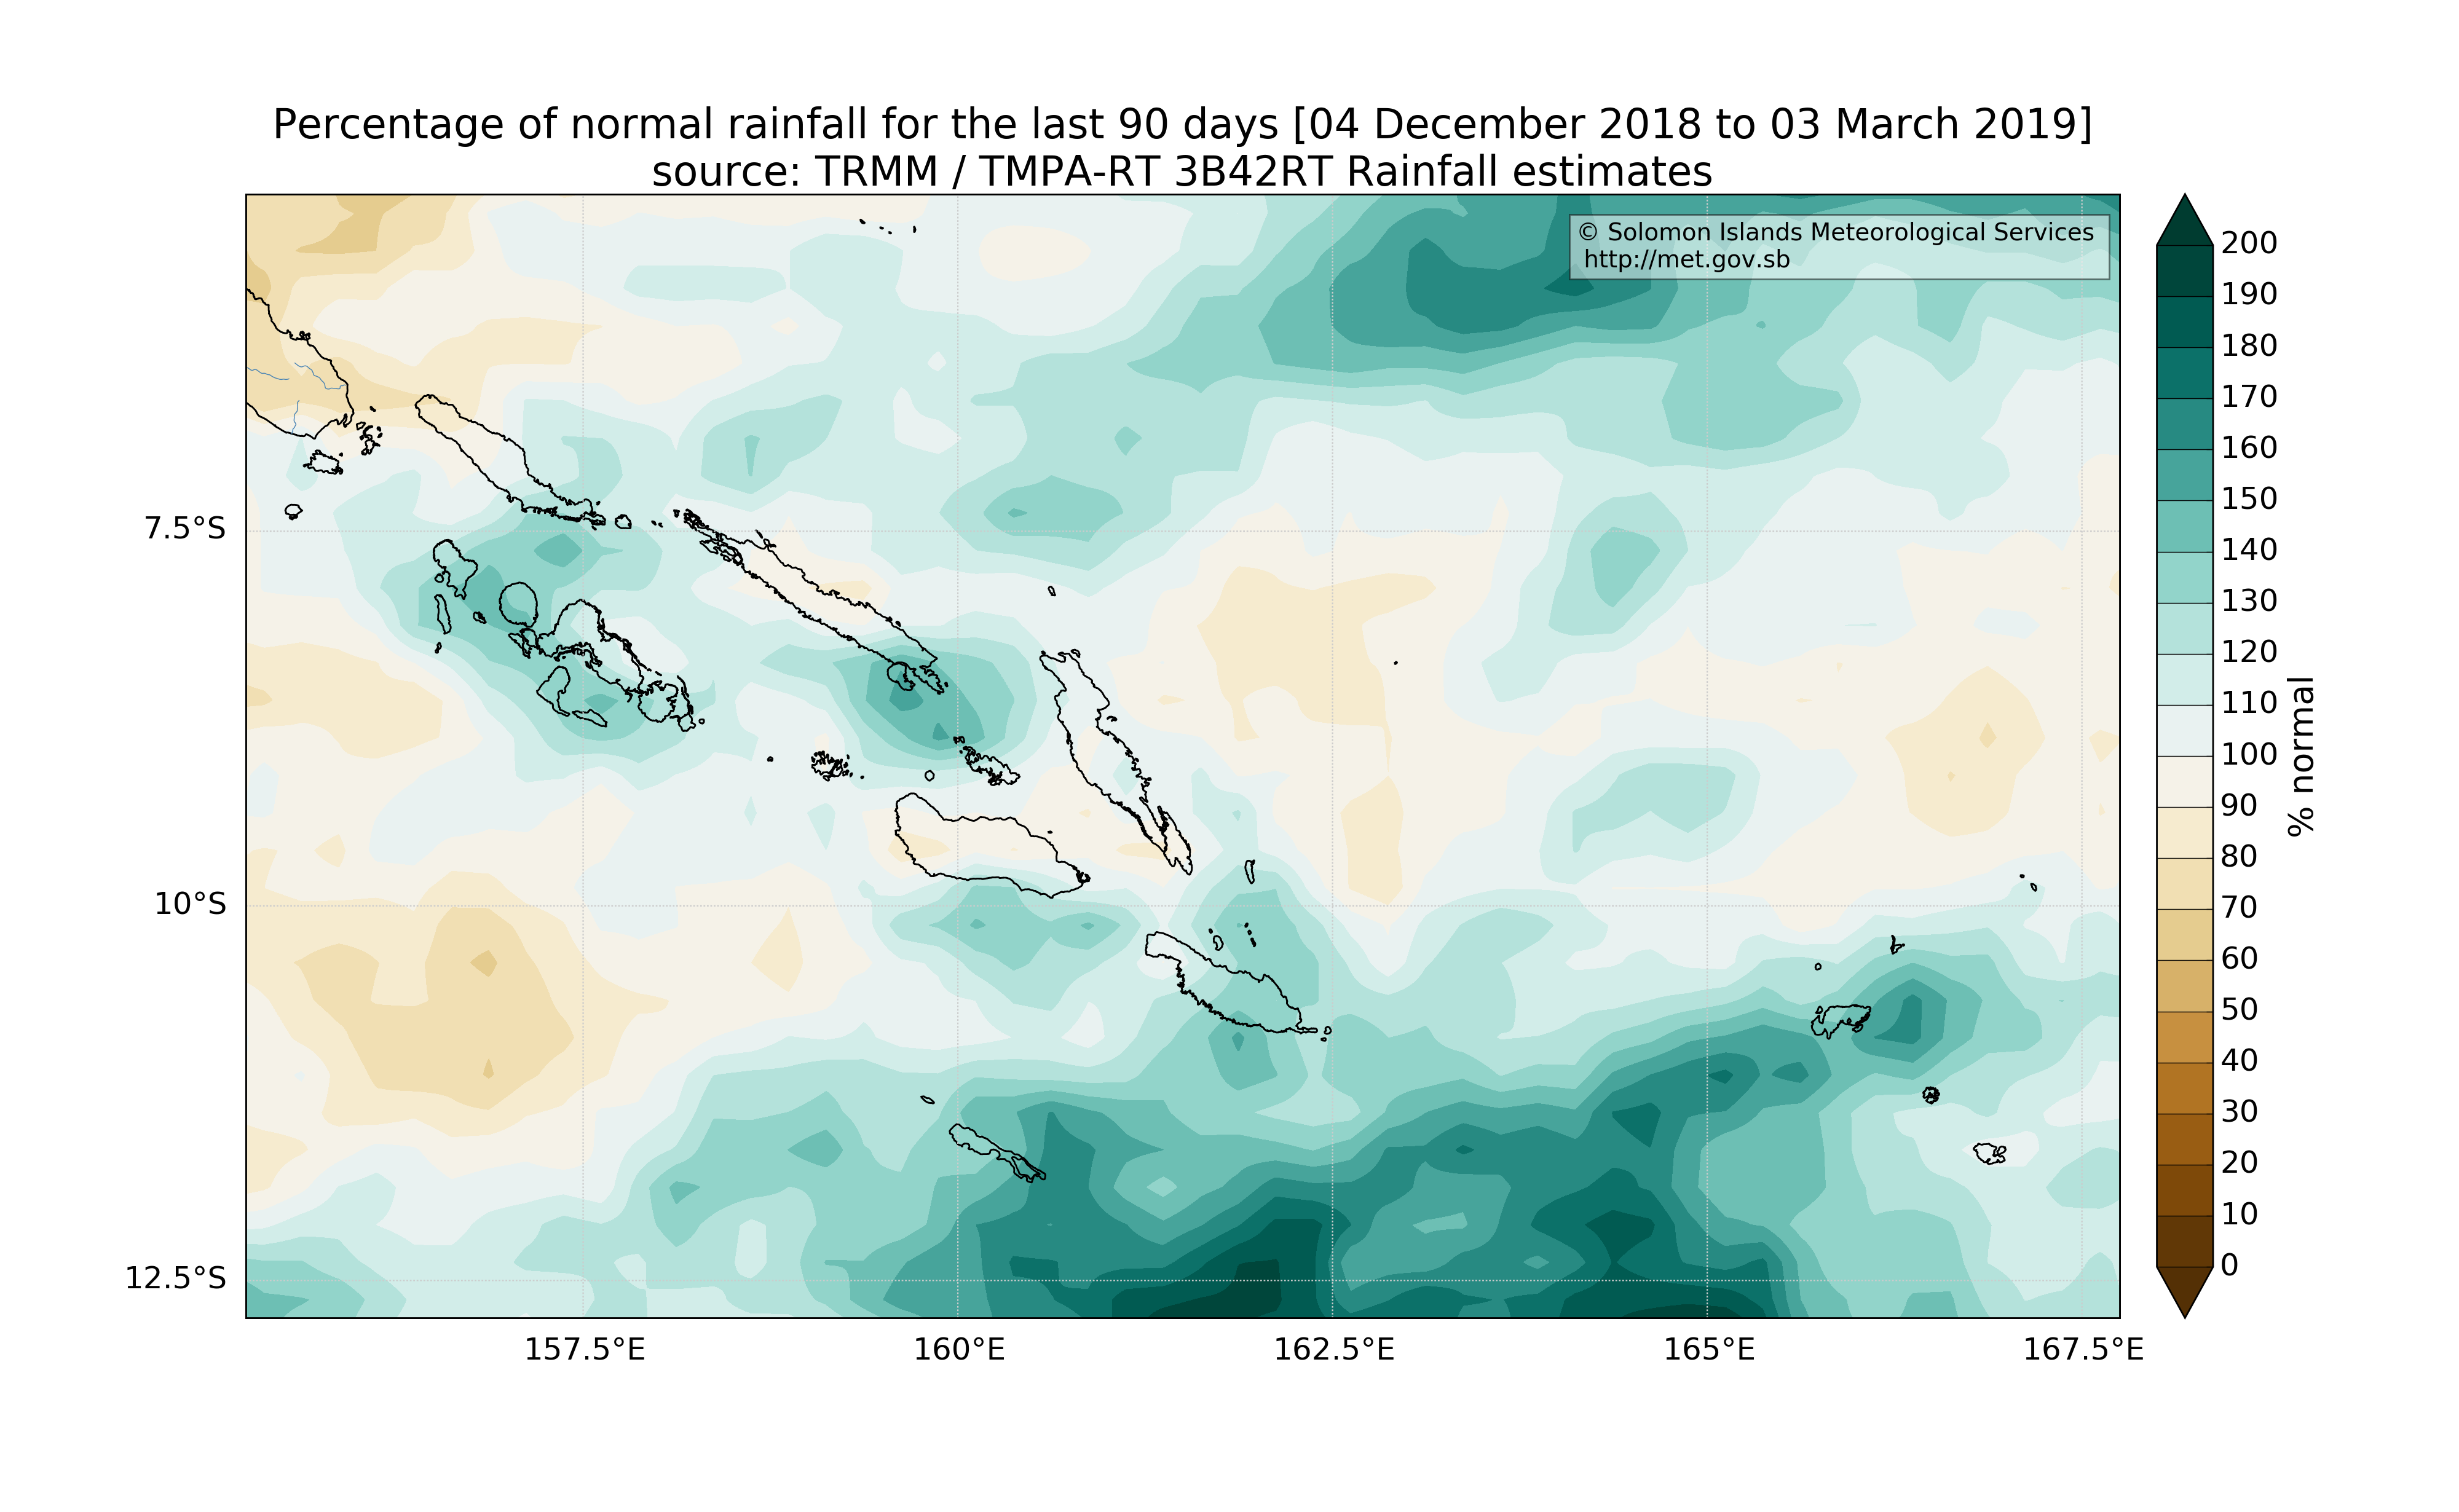 Percentage of normal rainfall for the last 90 days [04 December 2018 to 03 March 2019]
source: TRMM / TMPA-RT 3B42RT Rainfall estimates
© Solomon Islands Meteorological Services
http://met.gov.sb
7.5°S
10°S
12.5°S
157.5°E
160°E
162.5°E
165°E
167.5°E
200
190
180
170
160
150
140
130
120
110
100
90
80
70
60
50
40
30
20
10
0
% normal